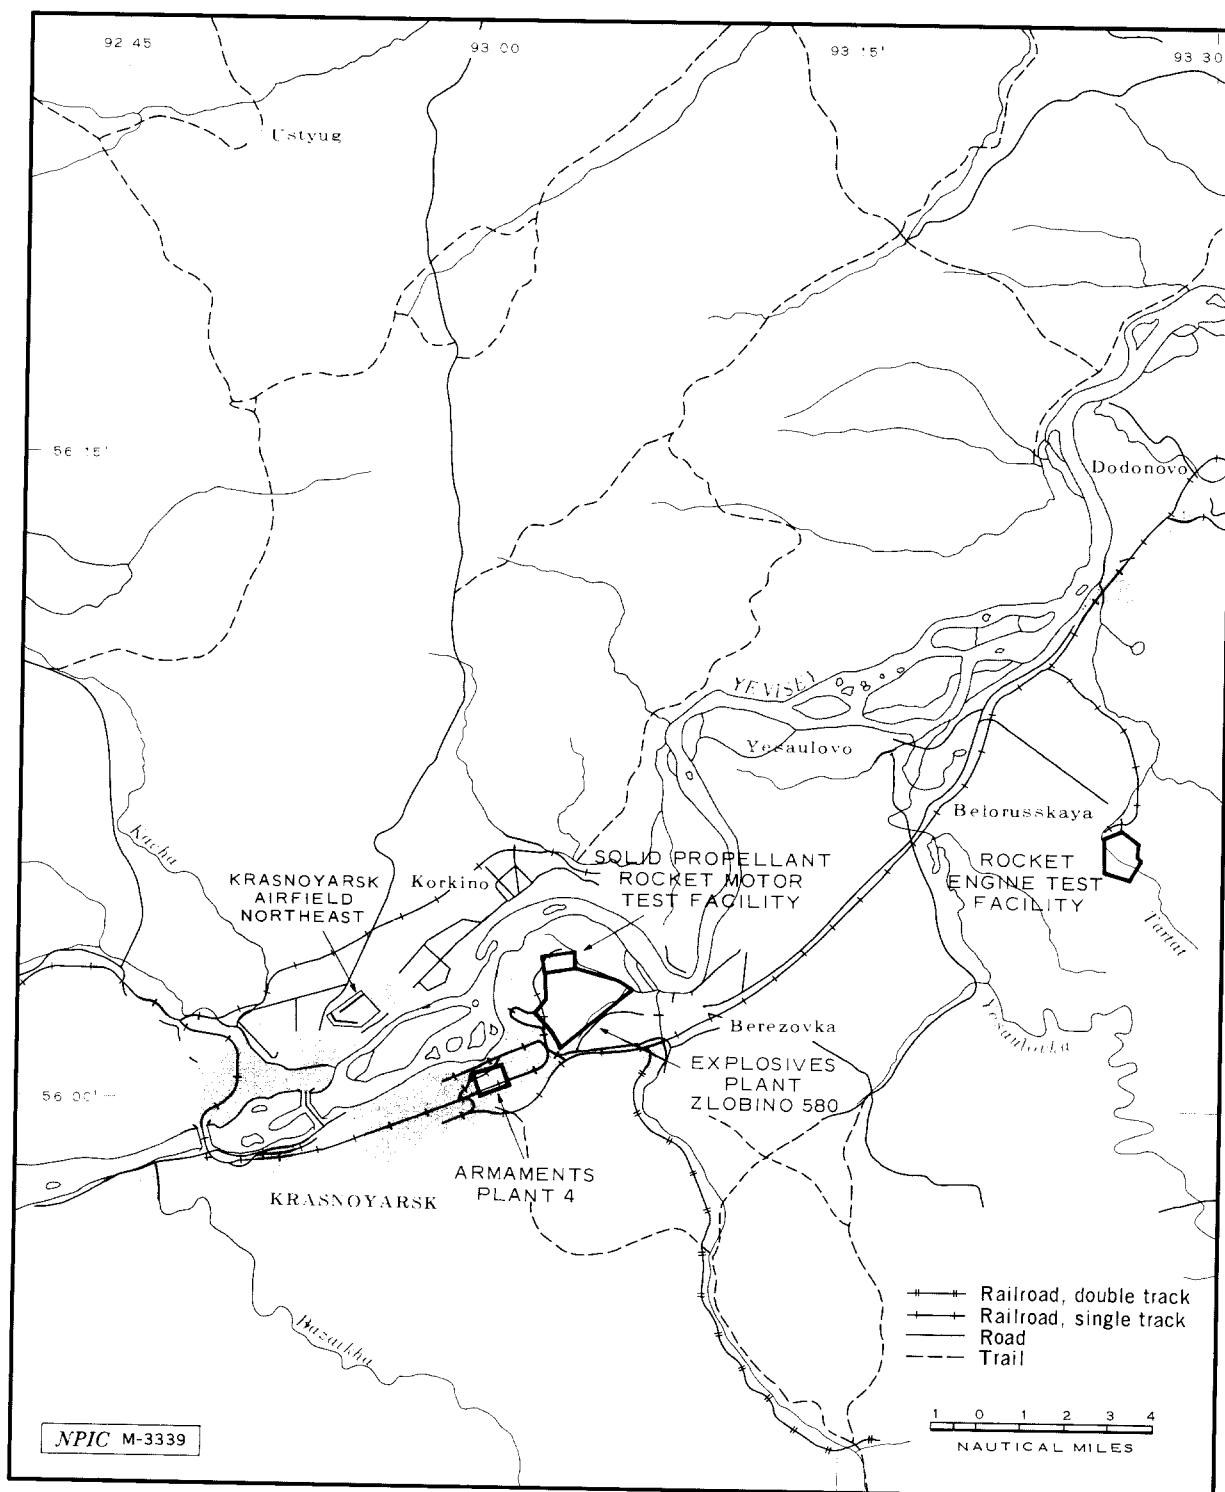 92 45
93 00
93 15'
93 30
Ustyug
56 15'
Dodonovo
YEVISEY
Yesaulovo
Belorusskaya
Kacha
SOLID PROPELLANT
ROCKET MOTOR
TEST FACILITY
KRASNOYARSK
AIRFIELD
NORTHEAST
Korkino
ROCKET
ENGINE TEST
FACILITY
Tartat
Yesaulovka
Berezovka
EXPLOSIVES
PLANT
ZLOBINO 580
56 00'
ARMAMENTS
PLANT 4
KRASNOYARSK
Bazaikha
Railroad, double track
Railroad, single track
Road
Trail
1 0 1 2 3 4
NAUTICAL MILES
NPIC M-3339